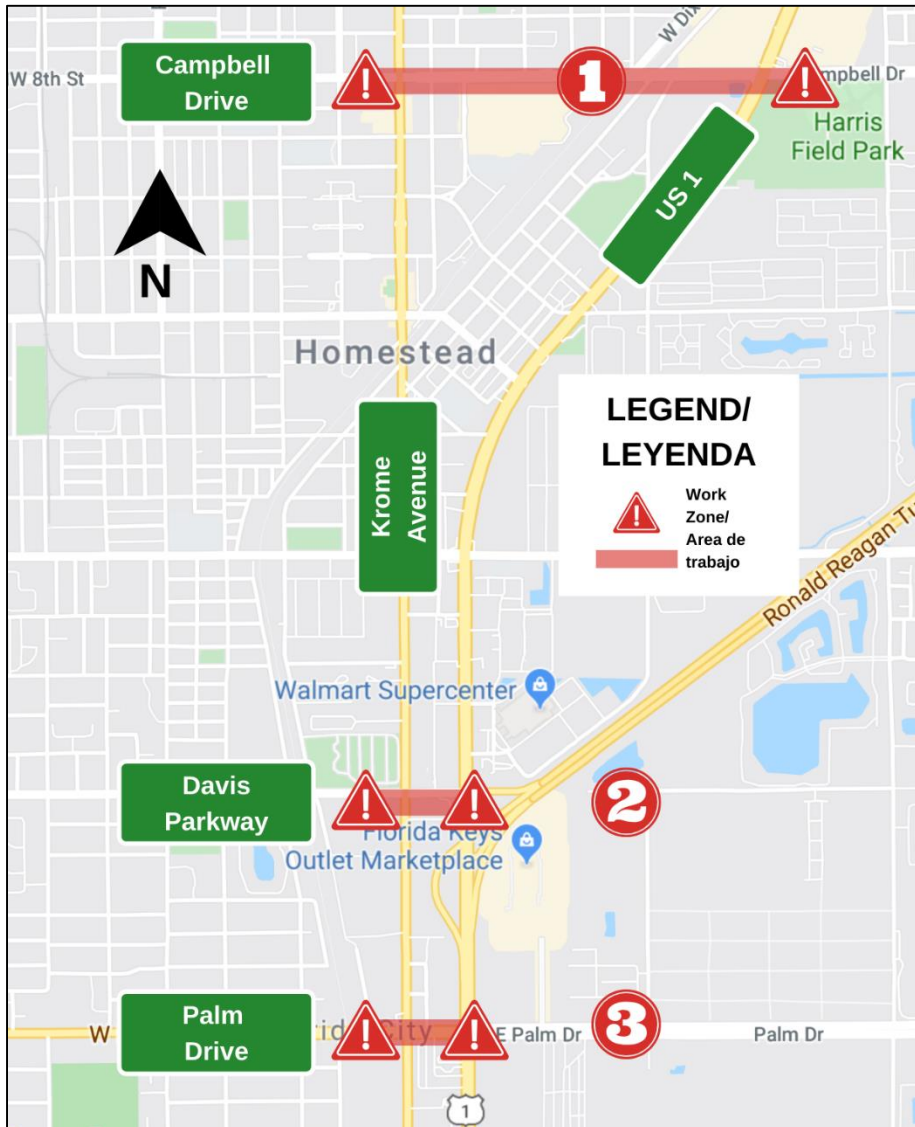 Campbell
Drive
W 8th St
1
W Dix
mpbell Dr
Harris
Field Park
US 1
N
Homestead
LEGEND/
LEYENDA
Work
Zone/
Area de
trabajo
Krome
Avenue
Ronald Reagan Tu
Walmart Supercenter
Davis
Parkway
2
Florida Keys
Outlet Marketplace
Palm
Drive
W
City
3
E Palm Dr
Palm Dr
1